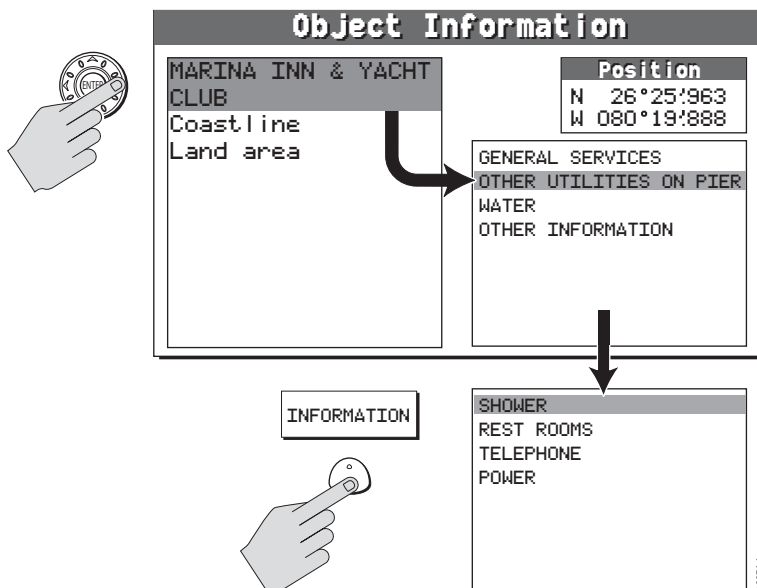 Object Information
ENTER
MARINA INN & YACHT
CLUB
Coastline
Land area
Position
N 26°25'.963
W 080°19'.888
GENERAL SERVICES
OTHER UTILITIES ON PIER
WATER
OTHER INFORMATION
INFORMATION
SHOWER
REST ROOMS
TELEPHONE
POWER